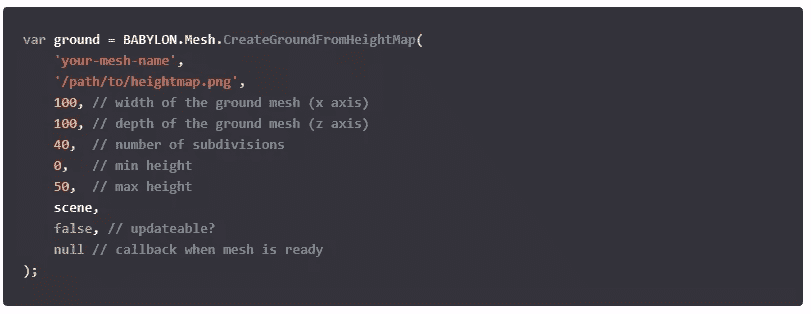 var ground = BABYLON.Mesh.CreateGroundFromHeightMap(
    'your-mesh-name',
    '/path/to/heightmap.png',
    100, // width of the ground mesh (x axis)
    100, // depth of the ground mesh (z axis)
    40,  // number of subdivisions
    0,   // min height
    50,  // max height
    scene,
    false, // updateable?
    null // callback when mesh is ready
);